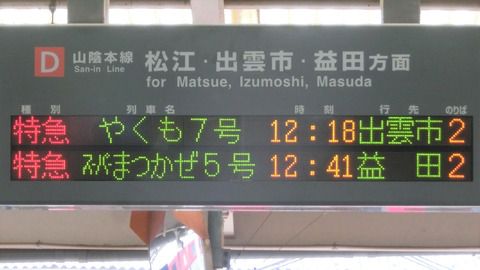 D 山陰本線 松江・出雲市・益田方面
San-in Line for Matsue, Izumoshi, Masuda
種別 列車名 時刻 行先 のりば
特急 やくも7号 12:18 出雲市 2
特急 スーパーまつかぜ5号 12:41 益田 2